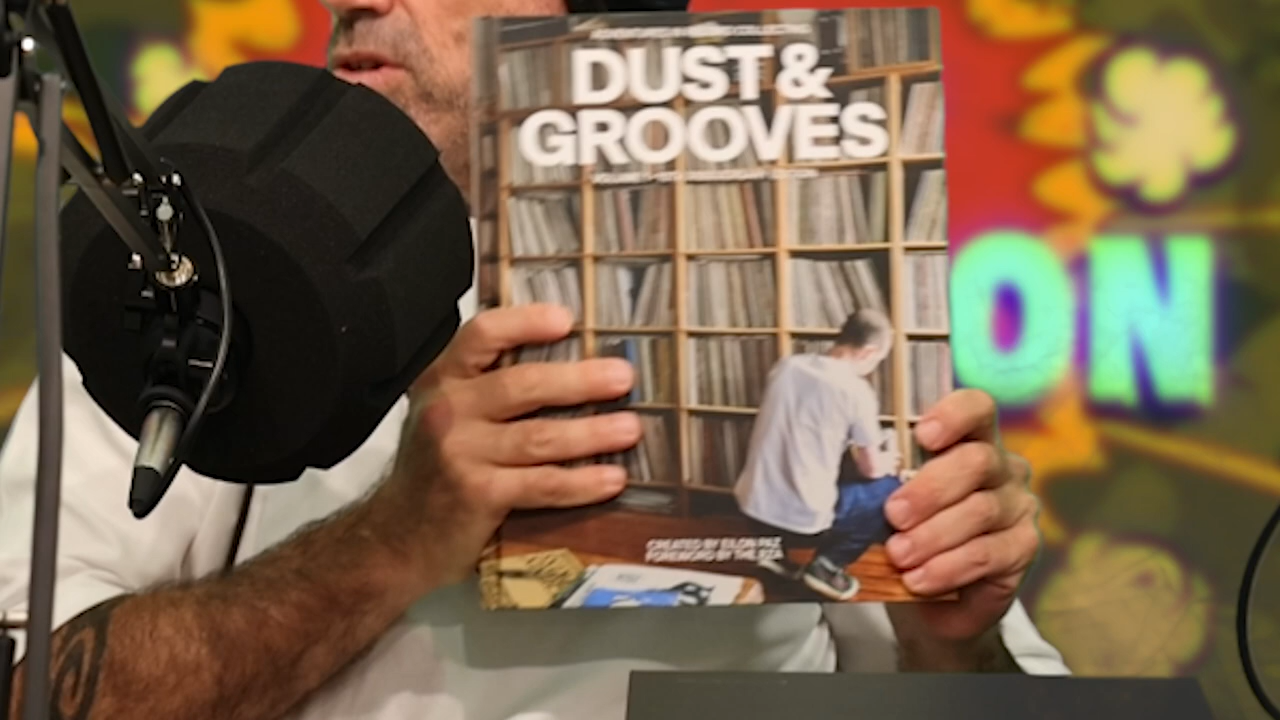 DUST &
GROOVES
CREATED BY EILON PAZ
FOREWORD BY THE RZA
ON